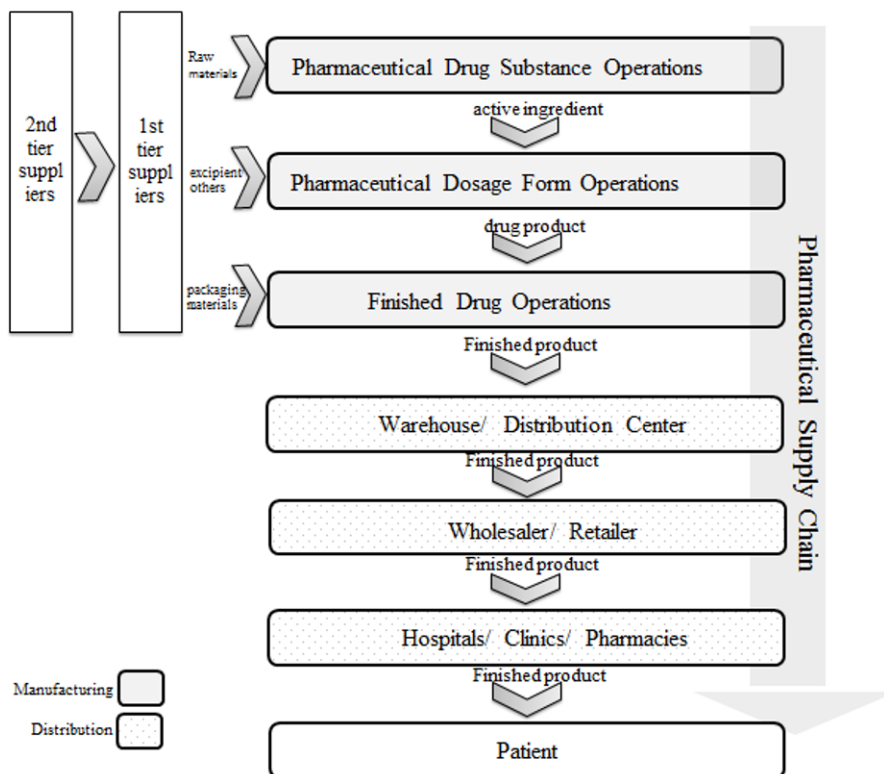 2nd
tier
suppl
iers
1st
tier
suppl
iers
Raw
materials
Pharmaceutical Drug Substance Operations
active ingredient
excipient
others
Pharmaceutical Dosage Form Operations
drug product
packaging
materials
Finished Drug Operations
Finished product
Warehouse/ Distribution Center
Finished product
Wholesaler/ Retailer
Finished product
Hospitals/ Clinics/ Pharmacies
Finished product
Patient
Pharmaceutical Supply Chain
Manufacturing
Distribution